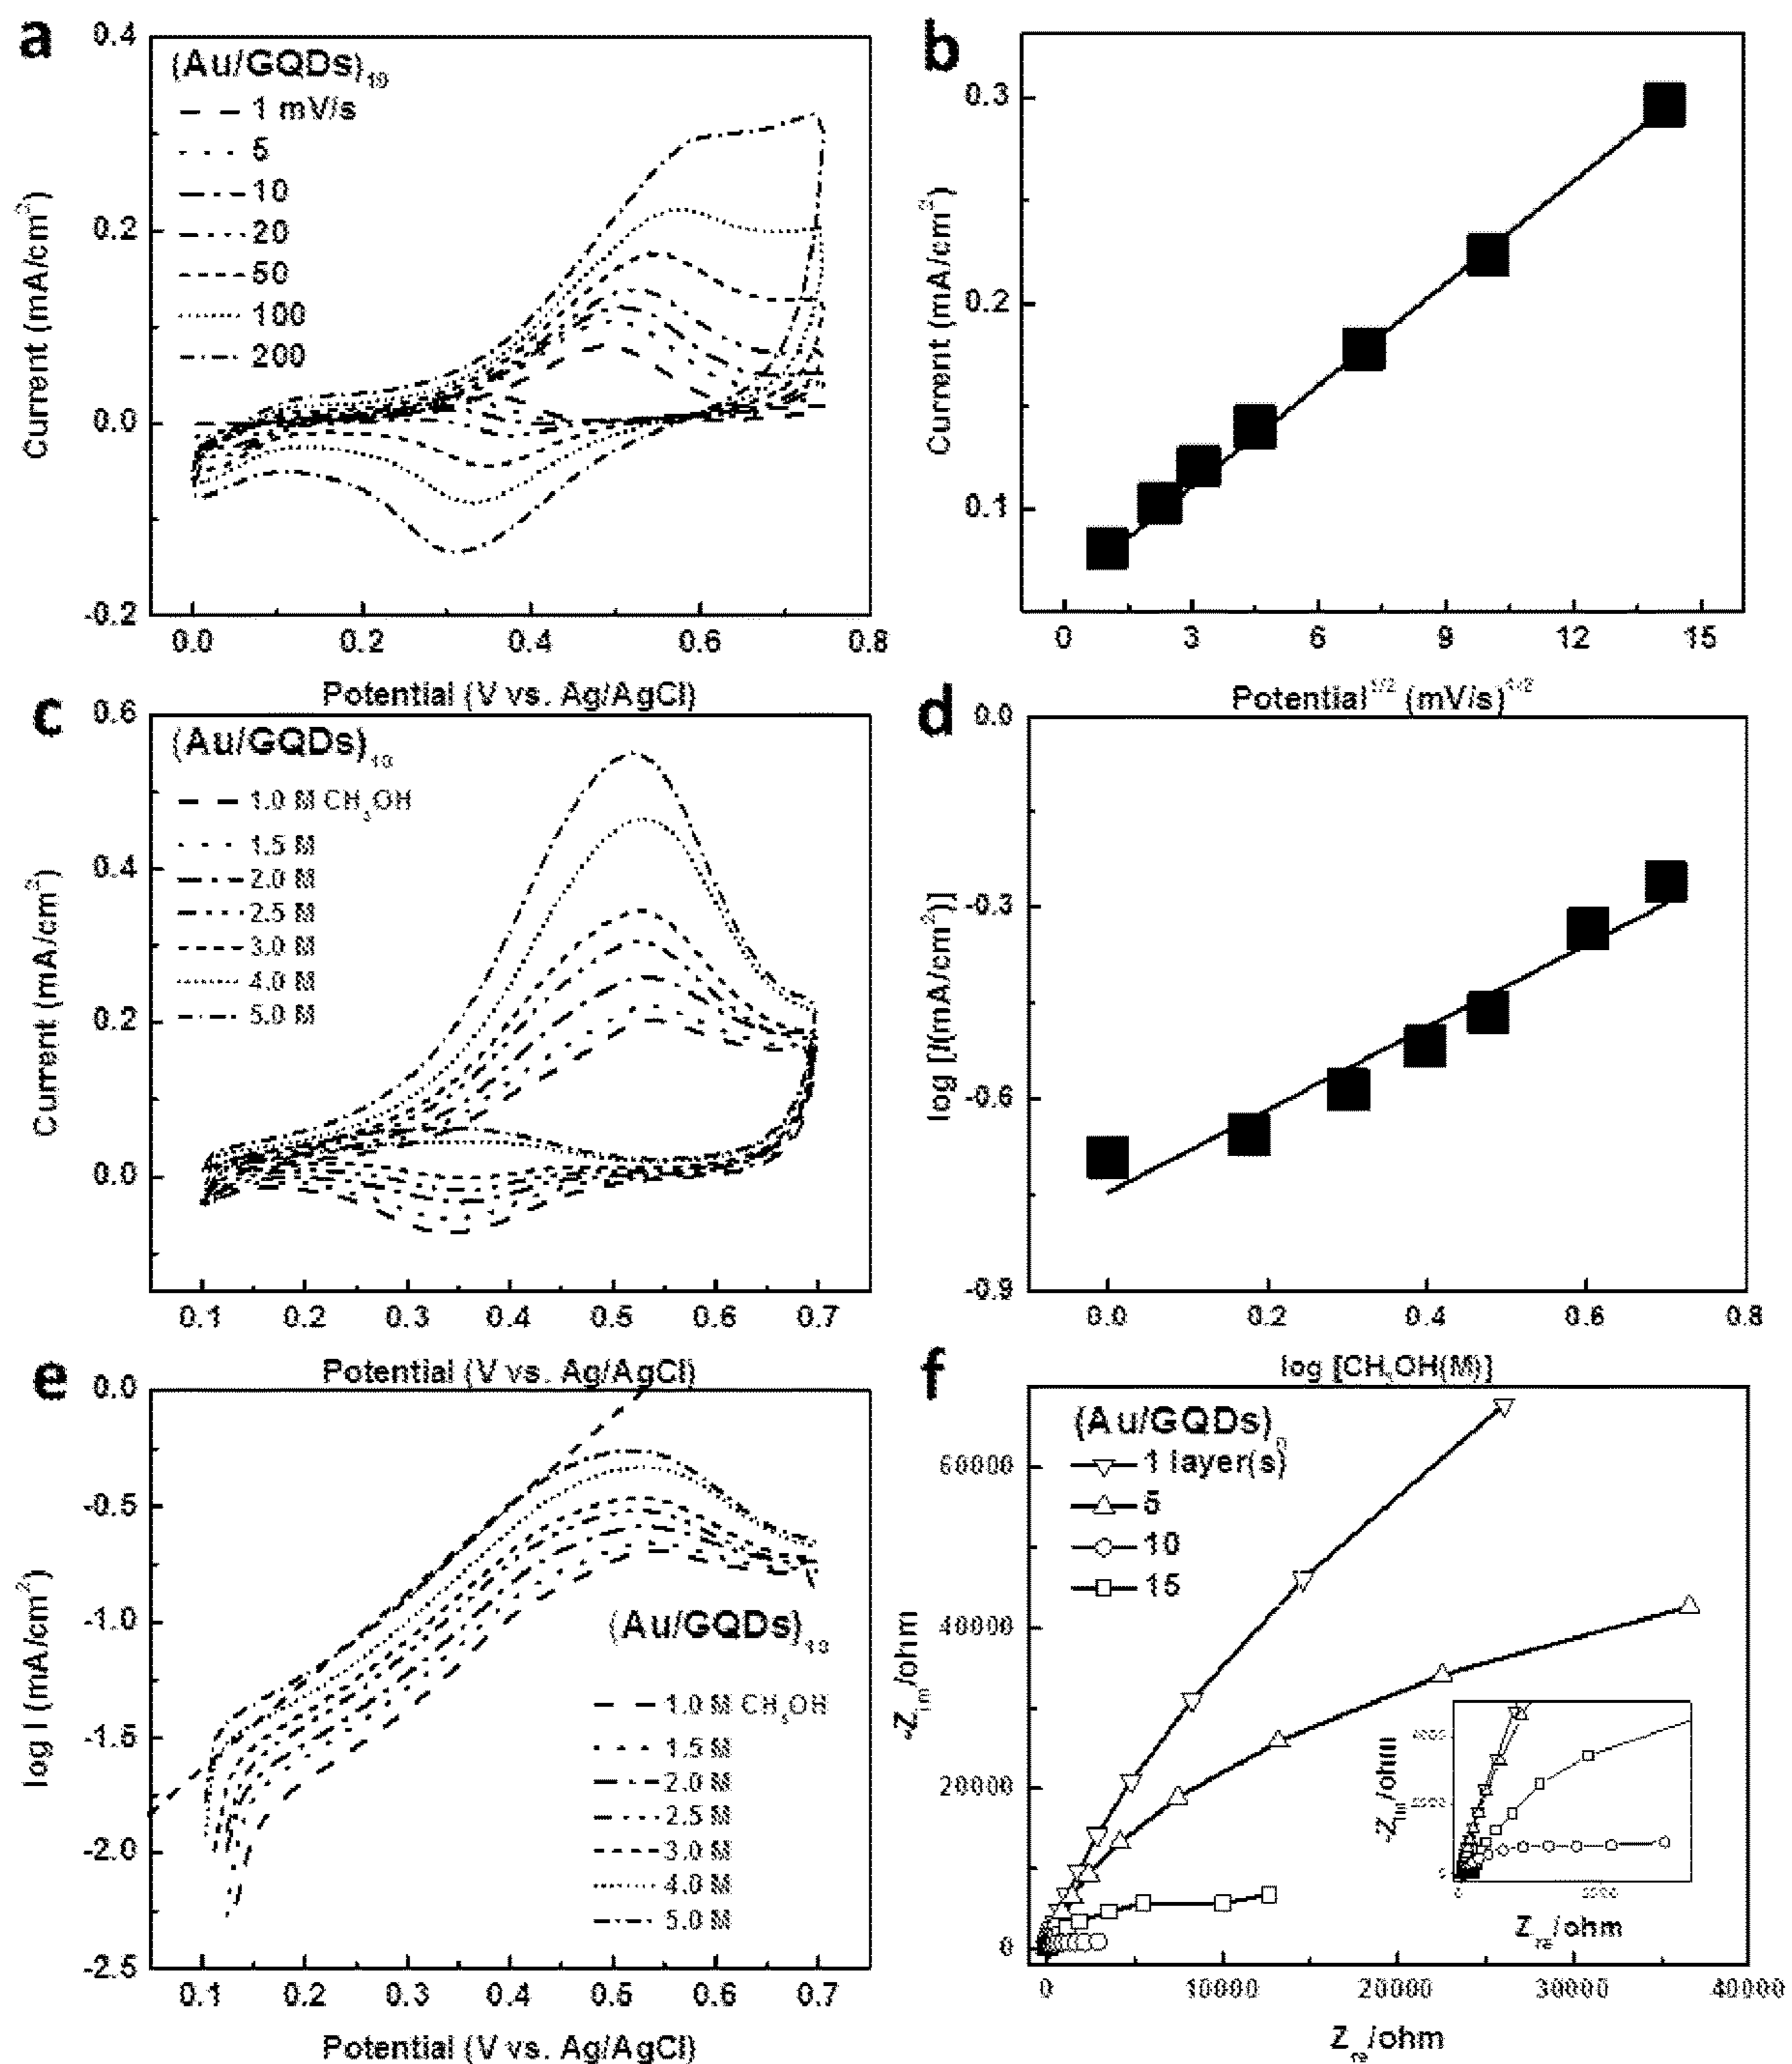 a
(Au/GQDs)10
1 mV/s
5
10
20
50
100
200
0.4
0.2
0.0
-0.2
Current (mA/cm2)
0.0 0.2 0.4 0.6 0.8
Potential (V vs. Ag/AgCl)
b
0.3
0.2
0.1
Current (mA/cm2)
0 3 6 9 12 15
Potential1/2 (mV/s)1/2
c
(Au/GQDs)10
1.0 M CH3OH
1.5 M
2.0 M
2.5 M
3.0 M
4.0 M
5.0 M
0.6
0.4
0.2
0.0
Current (mA/cm2)
0.1 0.2 0.3 0.4 0.5 0.6 0.7
Potential (V vs. Ag/AgCl)
d
0.0
-0.3
-0.6
-0.9
log [I(mA/cm2)]
0.0 0.2 0.4 0.6 0.8
log [CH3OH(M)]
e
0.0
-0.5
-1.0
-1.5
-2.0
-2.5
log I (mA/cm2)
(Au/GQDs)10
1.0 M CH3OH
1.5 M
2.0 M
2.5 M
3.0 M
4.0 M
5.0 M
0.1 0.2 0.3 0.4 0.5 0.6 0.7
Potential (V vs. Ag/AgCl)
f
(Au/GQDs)n
1 layer(s)
5
10
15
60000
40000
20000
0
-Zim/ohm
0 10000 20000 30000 40000
Zre/ohm
-Zim/ohm
0
0
Zre/ohm